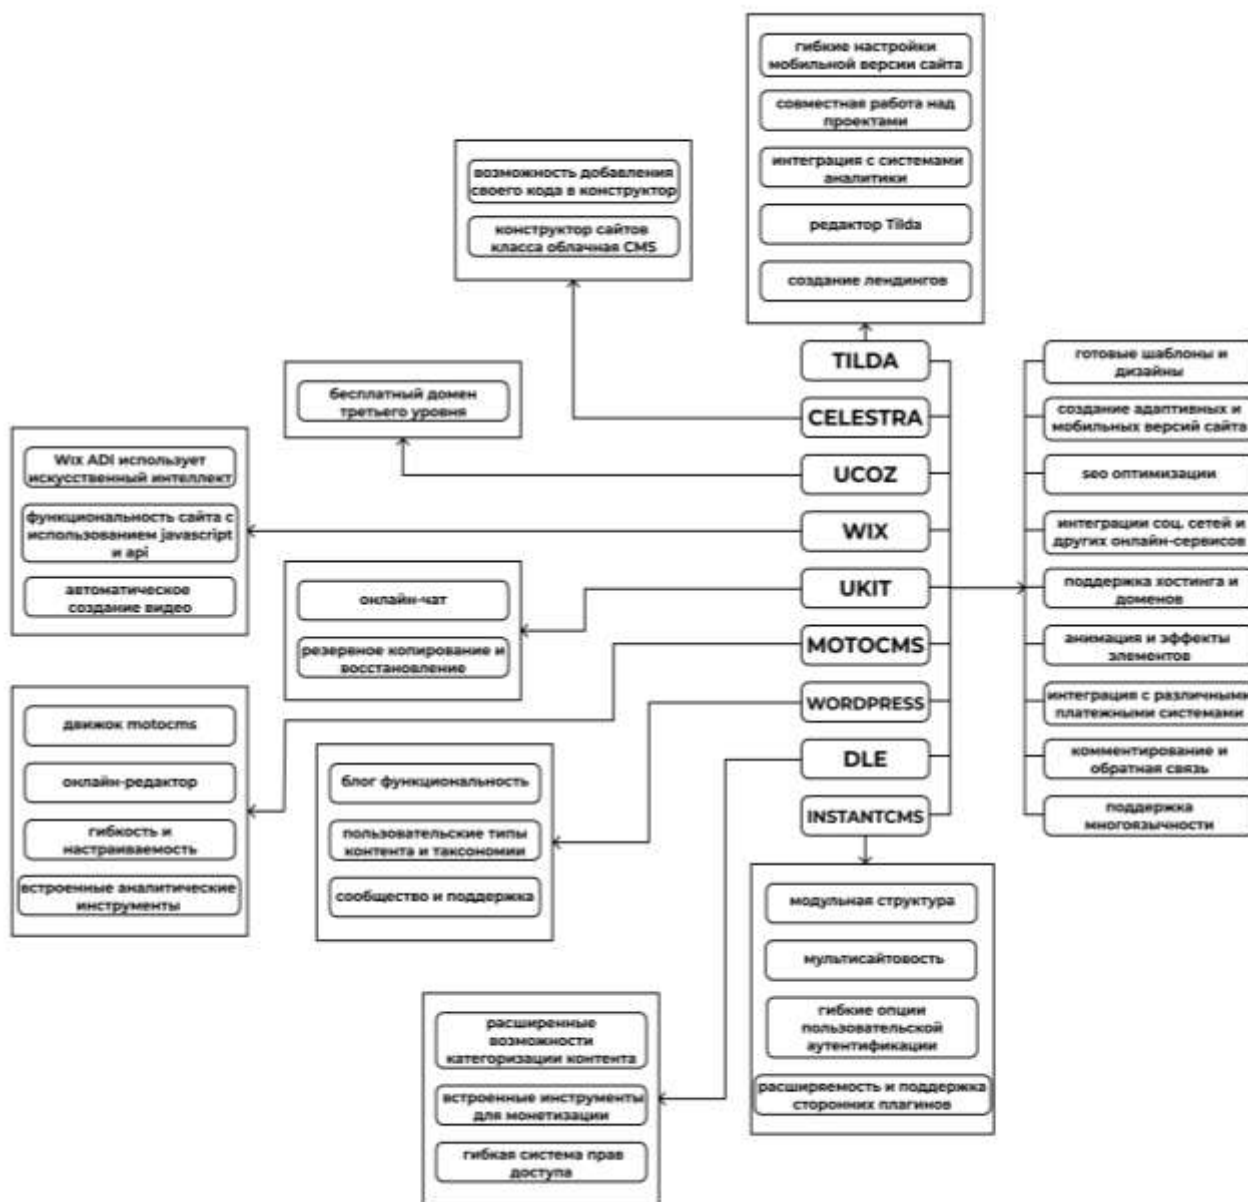 гибкие настройки
мобильной версии сайта
совместная работа над
проектами
интеграция с системами
аналитики
редактор Tilda
создание лендингов
возможность добавления
своего кода в конструктор
конструктор сайтов
класса облачная CMS
бесплатный домен
третьего уровня
Wix ADI использует
искусственный интеллект
функциональность сайта с
использованием javascript
и api
автоматическое
создание видео
онлайн-чат
резервное копирование и
восстановление
движок motocms
онлайн-редактор
гибкость и
настраиваемость
встроенные аналитические
инструменты
блог функциональность
пользовательские типы
контента и таксономии
сообщество и поддержка
расширенные
возможности
категоризации контента
встроенные инструменты
для монетизации
гибкая система прав
доступа
TILDA
CELESTRA
UCOZ
WIX
UKIT
MOTOCMS
WORDPRESS
DLE
INSTANTCMS
модульная структура
мультисайтовость
гибкие опции
пользовательской
аутентификации
расширяемость и поддержка
сторонних плагинов
готовые шаблоны и
дизайны
создание адаптивных и
мобильных версий сайта
seo оптимизации
интеграции соц. сетей и
других онлайн-сервисов
поддержка хостинга и
доменов
анимация и эффекты
элементов
интеграция с различными
платежными системами
комментирование и
обратная связь
поддержка
многоязычности